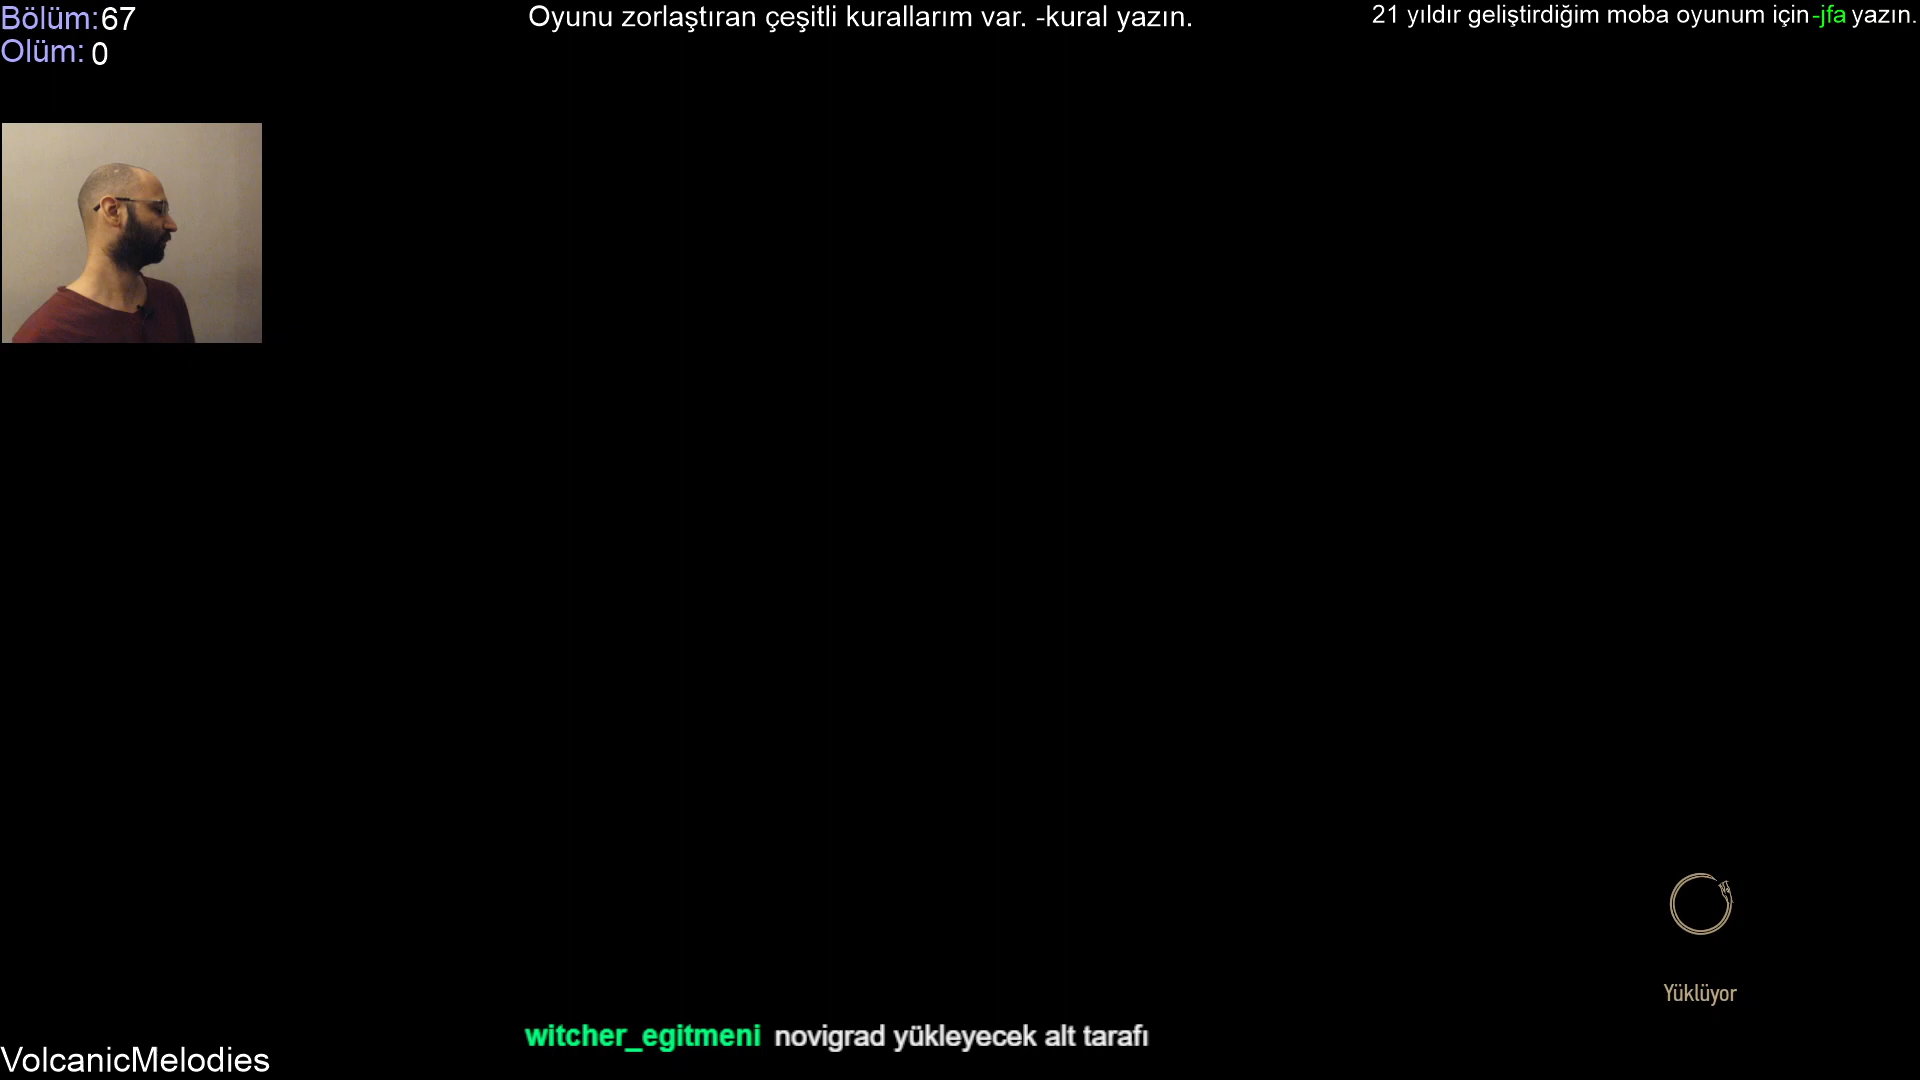 Bölüm:67
Olüm: 0
Oyunu zorlaştıran çeşitli kurallarım var. -kural yazın.
21 yıldır geliştirdiğim moba oyunum için -jfa yazın.
Yüklüyor
witcher_egitmeni novigrad yükleyecek alt tarafı
VolcanicMelodies